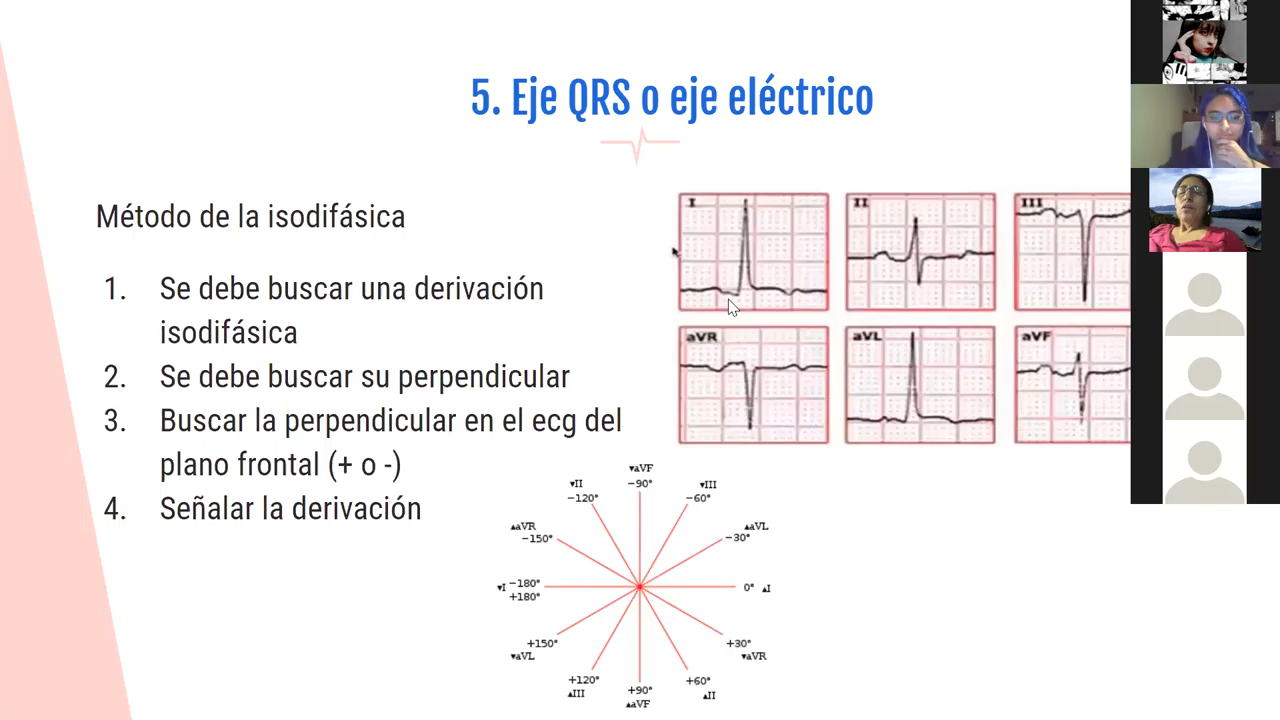 5. Eje QRS o eje eléctrico
Método de la isodifásica
1. Se debe buscar una derivación
isodifásica
2. Se debe buscar su perpendicular
3. Buscar la perpendicular en el ecg del
plano frontal (+ o -)
4. Señalar la derivación
I
II
III
aVR
aVL
aVF
▾aVF
−90°
▾II
−120°
▾III
−60°
▴aVR
−150°
▴aVL
−30°
▾I −180°
+180°
0° ▴I
+150°
▾aVL
+30°
▾aVR
+120°
▴III
+90°
▴aVF
+60°
▴II